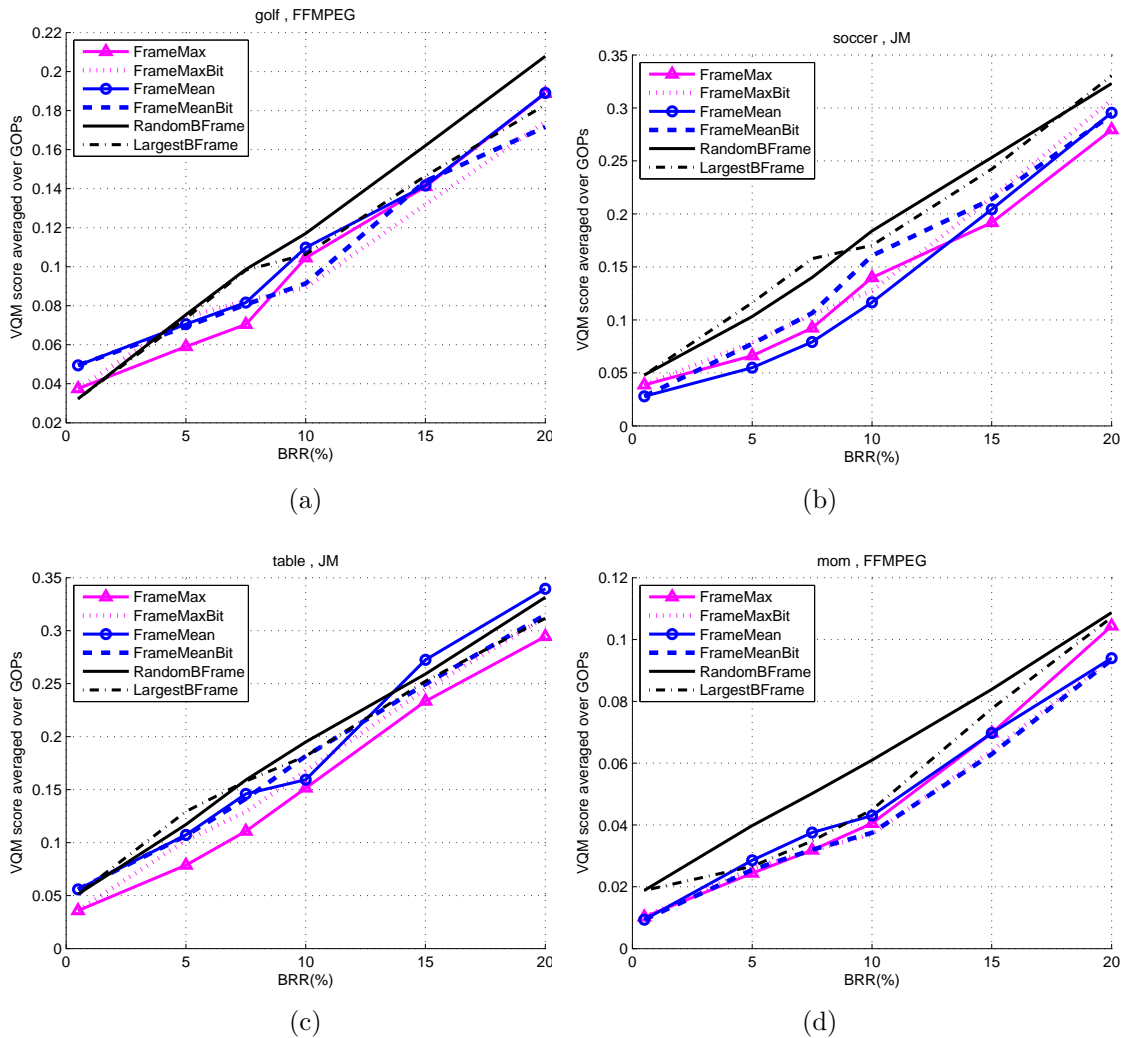 golf , FFMPEG
0.22
0.2
0.18
0.16
0.14
0.12
0.1
0.08
0.06
0.04
0.02
VQM score averaged over GOPs
FrameMax
FrameMaxBit
FrameMean
FrameMeanBit
RandomBFrame
LargestBFrame
0 5 10 15 20
BRR(%)
(a)
soccer , JM
0.35
0.3
0.25
0.2
0.15
0.1
0.05
0
VQM score averaged over GOPs
FrameMax
FrameMaxBit
FrameMean
FrameMeanBit
RandomBFrame
LargestBFrame
0 5 10 15 20
BRR(%)
(b)
table , JM
0.35
0.3
0.25
0.2
0.15
0.1
0.05
0
VQM score averaged over GOPs
FrameMax
FrameMaxBit
FrameMean
FrameMeanBit
RandomBFrame
LargestBFrame
0 5 10 15 20
BRR(%)
(c)
mom , FFMPEG
0.12
0.1
0.08
0.06
0.04
0.02
0
VQM score averaged over GOPs
FrameMax
FrameMaxBit
FrameMean
FrameMeanBit
RandomBFrame
LargestBFrame
0 5 10 15 20
BRR(%)
(d)